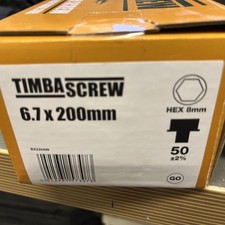 TIMBASCREW
6.7 x 200mm
HEX 8mm
50
±2%
GO